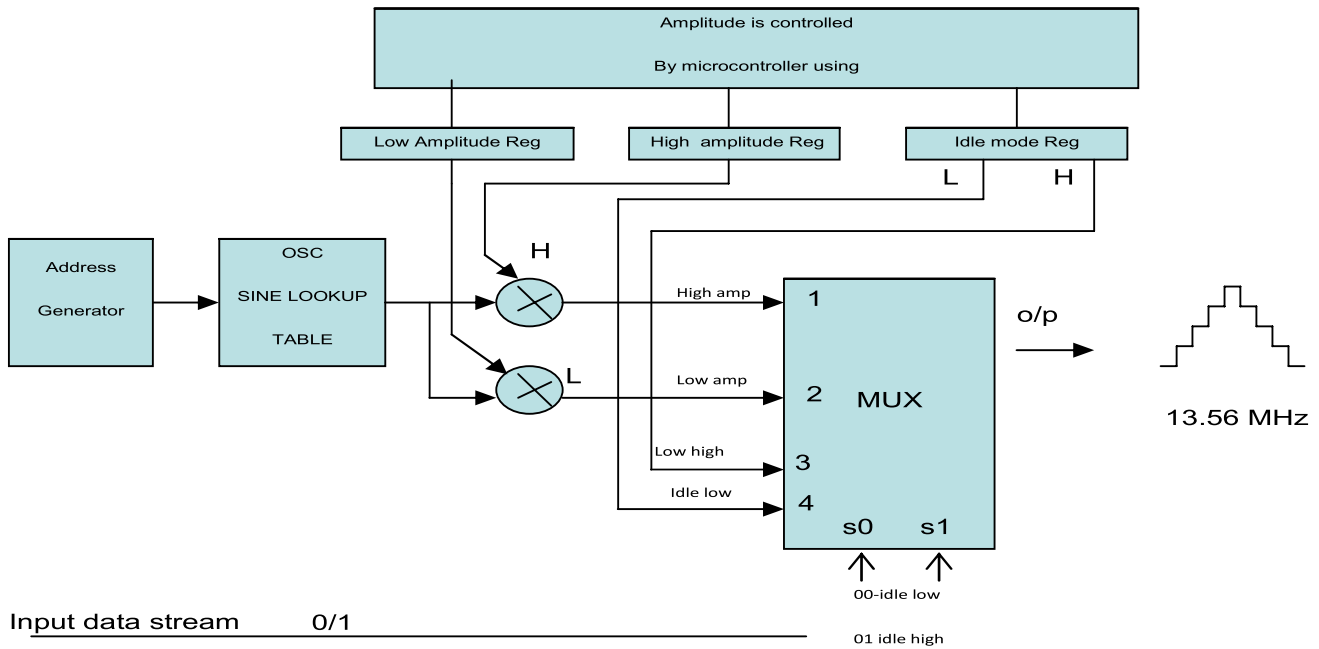 Amplitude is controlled
By microcontroller using
Low Amplitude Reg
High amplitude Reg
Idle mode Reg
L
H
Address
Generator
OSC
SINE LOOKUP
TABLE
H
L
High amp
Low amp
Low high
Idle low
1
2
3
4
MUX
s0 s1
o/p
13.56 MHz
00-idle low
01 idle high
Input data stream 0/1